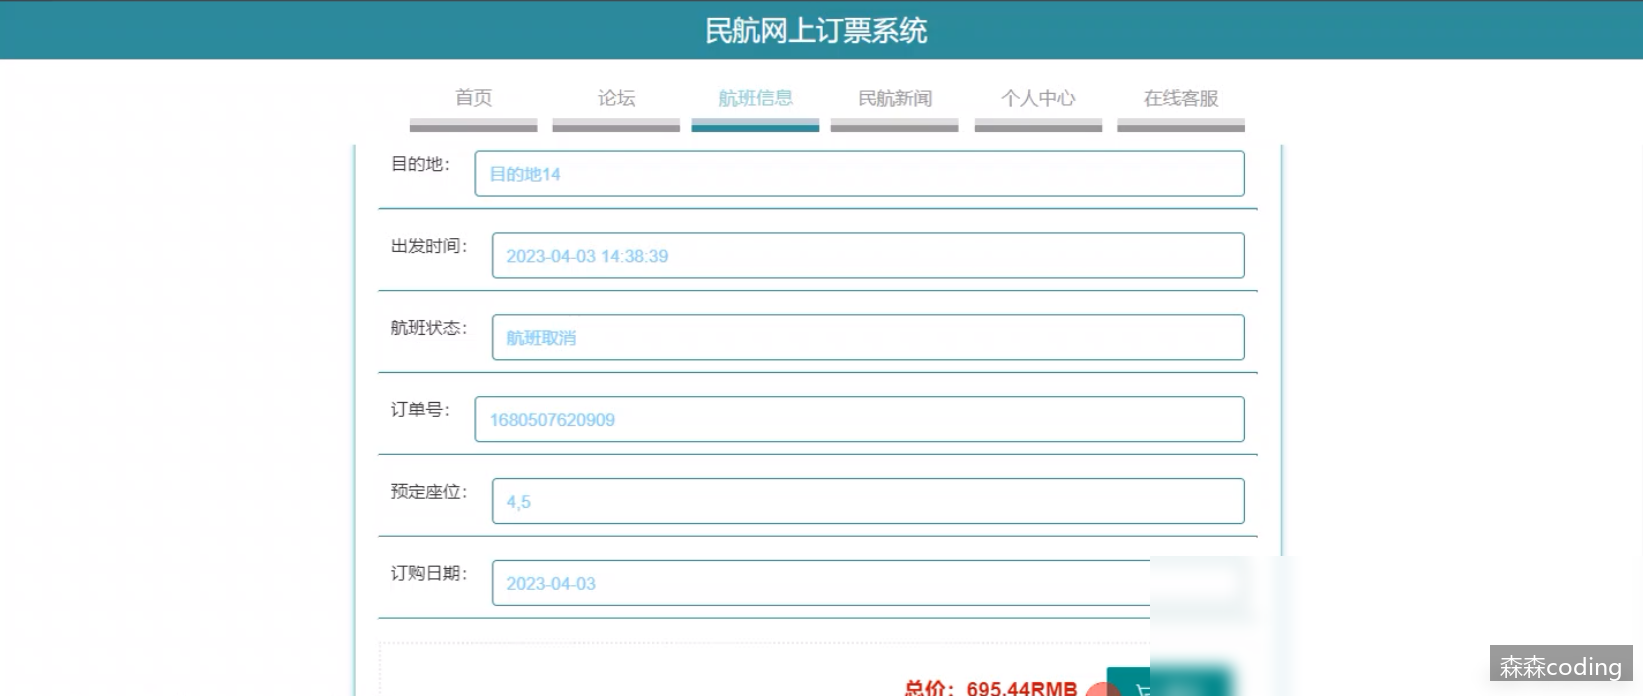 民航网上订票系统
首页 论坛 航班信息 民航新闻 个人中心 在线客服
目的地: 目的地14
出发时间: 2023-04-03 14:38:39
航班状态: 航班取消
订单号: 1680507620909
预定座位: 4,5
订购日期: 2023-04-03
总价: 695.44RMB
森森coding